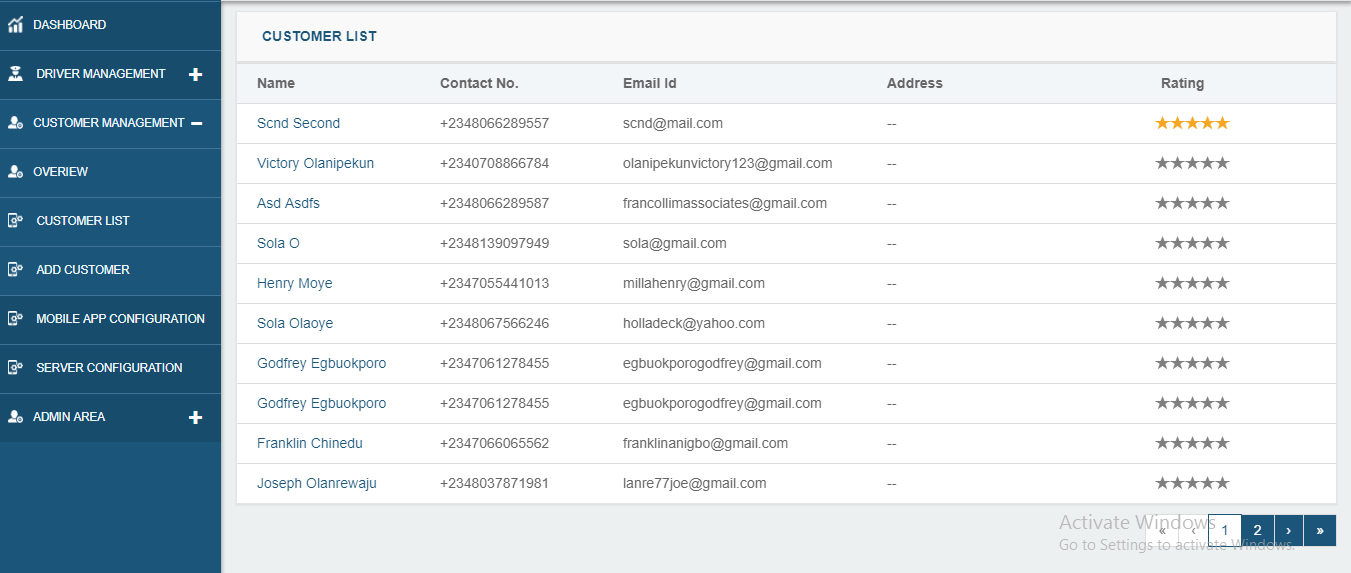 DASHBOARD
DRIVER MANAGEMENT
CUSTOMER MANAGEMENT
OVERIEW
CUSTOMER LIST
ADD CUSTOMER
MOBILE APP CONFIGURATION
SERVER CONFIGURATION
ADMIN AREA
CUSTOMER LIST
Name Contact No. Email Id Address Rating
Scnd Second +2348066289557 scnd@mail.com -- ★★★★★
Victory Olanipekun +2340708866784 olanipekunvictory123@gmail.com -- ★★★★★
Asd Asdfs +2348066289587 francollimassociates@gmail.com -- ★★★★★
Sola O +2348139097949 sola@gmail.com -- ★★★★★
Henry Moye +2347055441013 millahenry@gmail.com -- ★★★★★
Sola Olaoye +2348067566246 holladeck@yahoo.com -- ★★★★★
Godfrey Egbuokporo +2347061278455 egbuokporogodfrey@gmail.com -- ★★★★★
Godfrey Egbuokporo +2347061278455 egbuokporogodfrey@gmail.com -- ★★★★★
Franklin Chinedu +2347066065562 franklinanigbo@gmail.com -- ★★★★★
Joseph Olanrewaju +2348037871981 lanre77joe@gmail.com -- ★★★★★
« ‹ 1 2 › »
Activate Windows
Go to Settings to activate Windows.